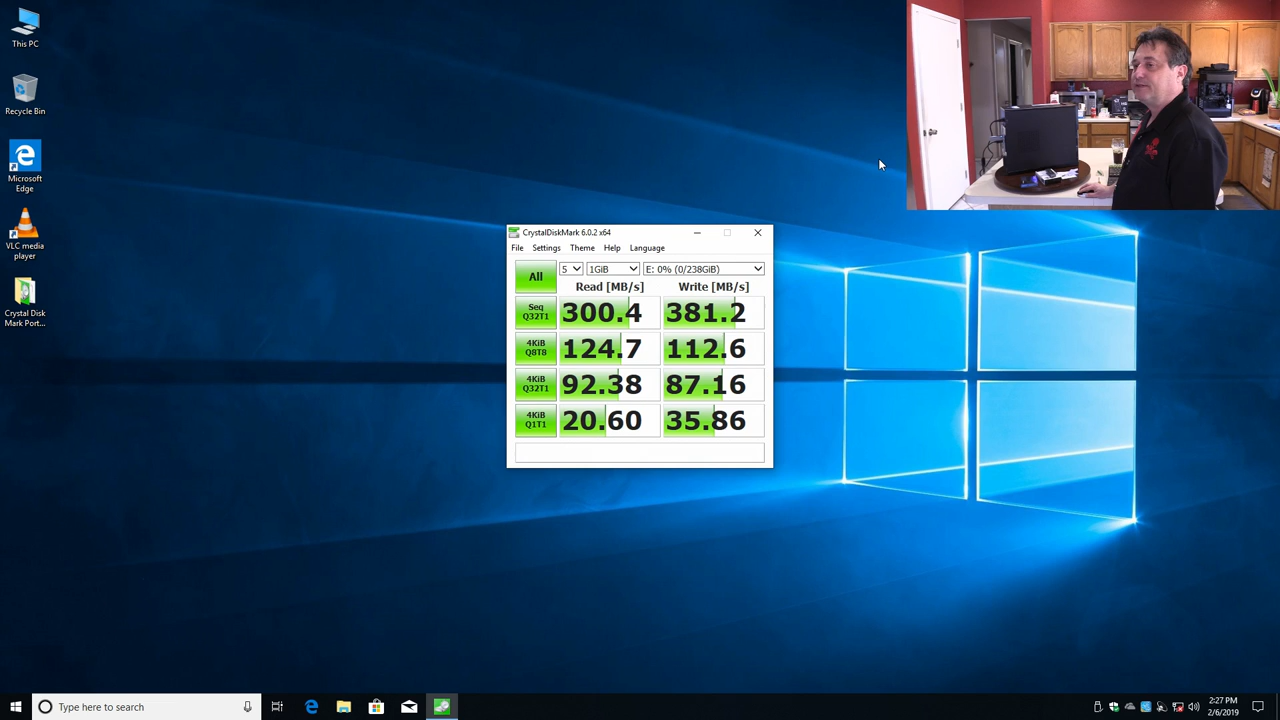 This PC
Recycle Bin
Microsoft
Edge
VLC media
player
Crystal Disk
Mark Port...
CrystalDiskMark 6.0.2 x64
File Settings Theme Help Language
All
5 1GiB E: 0% (0/238GiB)
Read [MB/s] Write [MB/s]
Seq
Q32T1
300.4 381.2
4KiB
Q8T8
124.7 112.6
4KiB
Q32T1
92.38 87.16
4KiB
Q1T1
20.60 35.86
Type here to search
2:27 PM
2/6/2019